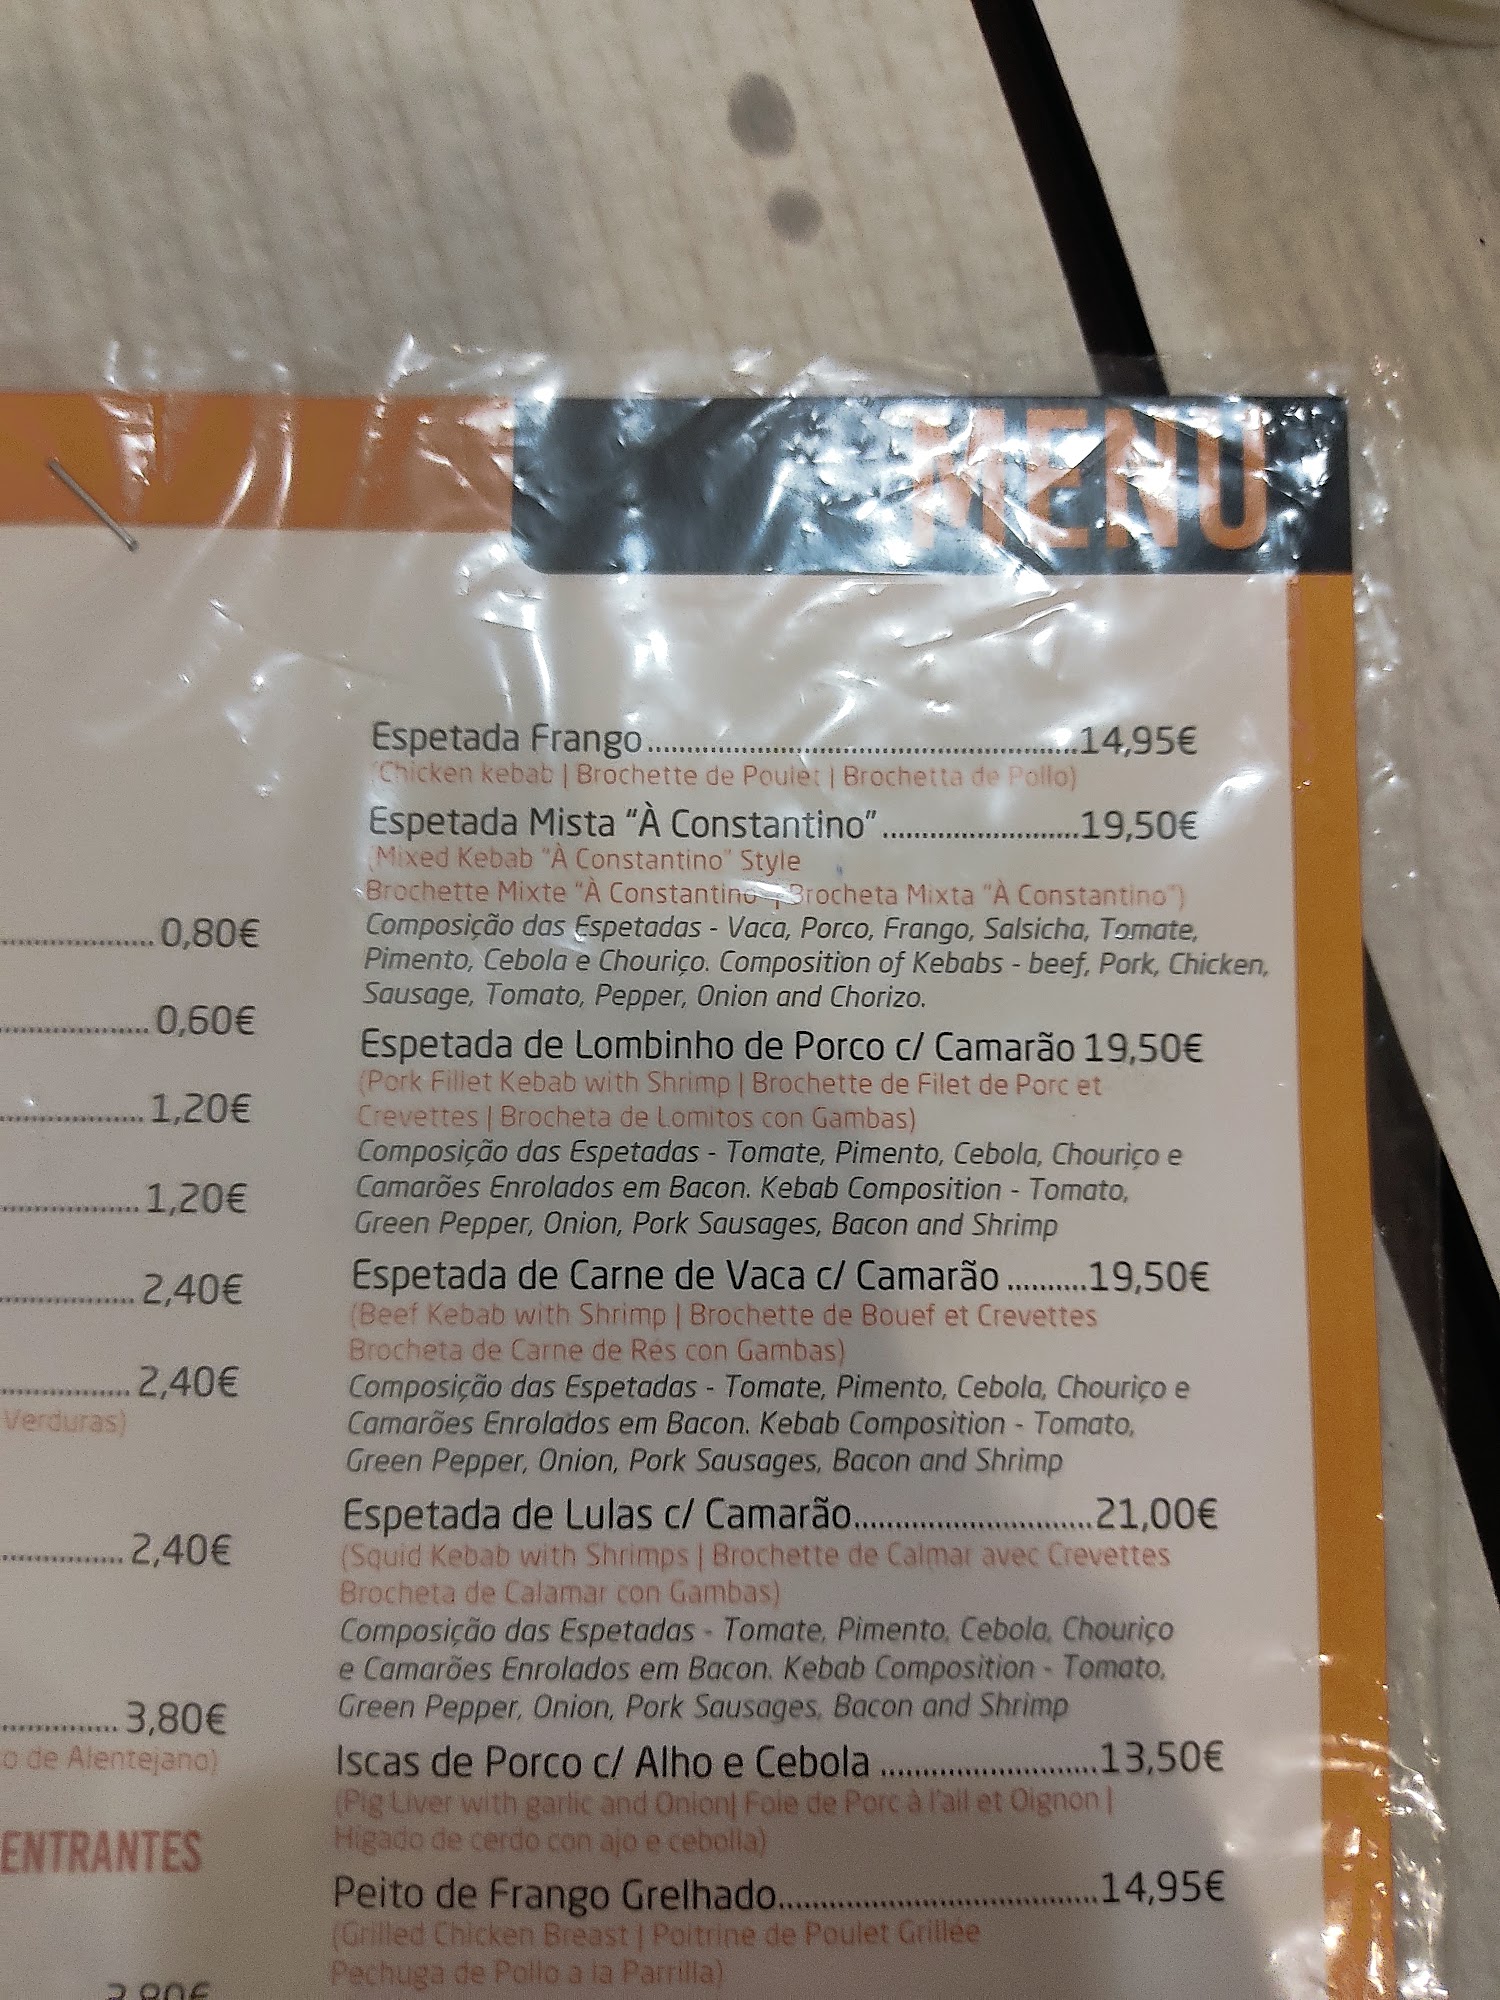 MENU
Espetada Frango..........14,95€
(Chicken kebab | Brochette de Poulet | Brochetta de Pollo)
Espetada Mista “À Constantino”..........19,50€
(Mixed Kebab “À Constantino” Style
Brochette Mixte “À Constantino” | Brocheta Mixta “À Constantino”)
Composição das Espetadas - Vaca, Porco, Frango, Salsicha, Tomate,
Pimento, Cebola e Chouriço. Composition of Kebabs - beef, Pork, Chicken,
Sausage, Tomato, Pepper, Onion and Chorizo.
Espetada de Lombinho de Porco c/ Camarão 19,50€
(Pork Fillet Kebab with Shrimp | Brochette de Filet de Porc et
Crevettes | Brocheta de Lomitos con Gambas)
Composição das Espetadas - Tomate, Pimento, Cebola, Chouriço e
Camarões Enrolados em Bacon. Kebab Composition - Tomato,
Green Pepper, Onion, Pork Sausages, Bacon and Shrimp
Espetada de Carne de Vaca c/ Camarão ..........19,50€
(Beef Kebab with Shrimp | Brochette de Bouef et Crevettes
Brocheta de Carne de Rés con Gambas)
Composição das Espetadas - Tomate, Pimento, Cebola, Chouriço e
Camarões Enrolados em Bacon. Kebab Composition - Tomato,
Green Pepper, Onion, Pork Sausages, Bacon and Shrimp
Espetada de Lulas c/ Camarão..........21,00€
(Squid Kebab with Shrimps | Brochette de Calmar avec Crevettes
Brocheta de Calamar con Gambas)
Composição das Espetadas - Tomate, Pimento, Cebola, Chouriço
e Camarões Enrolados em Bacon. Kebab Composition - Tomato,
Green Pepper, Onion, Pork Sausages, Bacon and Shrimp
Iscas de Porco c/ Alho e Cebola ..........13,50€
(Pig Liver with garlic and Onion| Foie de Porc à l'ail et Oignon |
Higado de cerdo con ajo e cebolla)
Peito de Frango Grelhado..........14,95€
(Grilled Chicken Breast | Poitrine de Poulet Grillée
Pechuga de Pollo a la Parrilla)
..........0,80€
..........0,60€
..........1,20€
..........1,20€
..........2,40€
..........2,40€
Verduras)
..........2,40€
..........3,80€
o de Alentejano)
ENTRANTES
3,80€